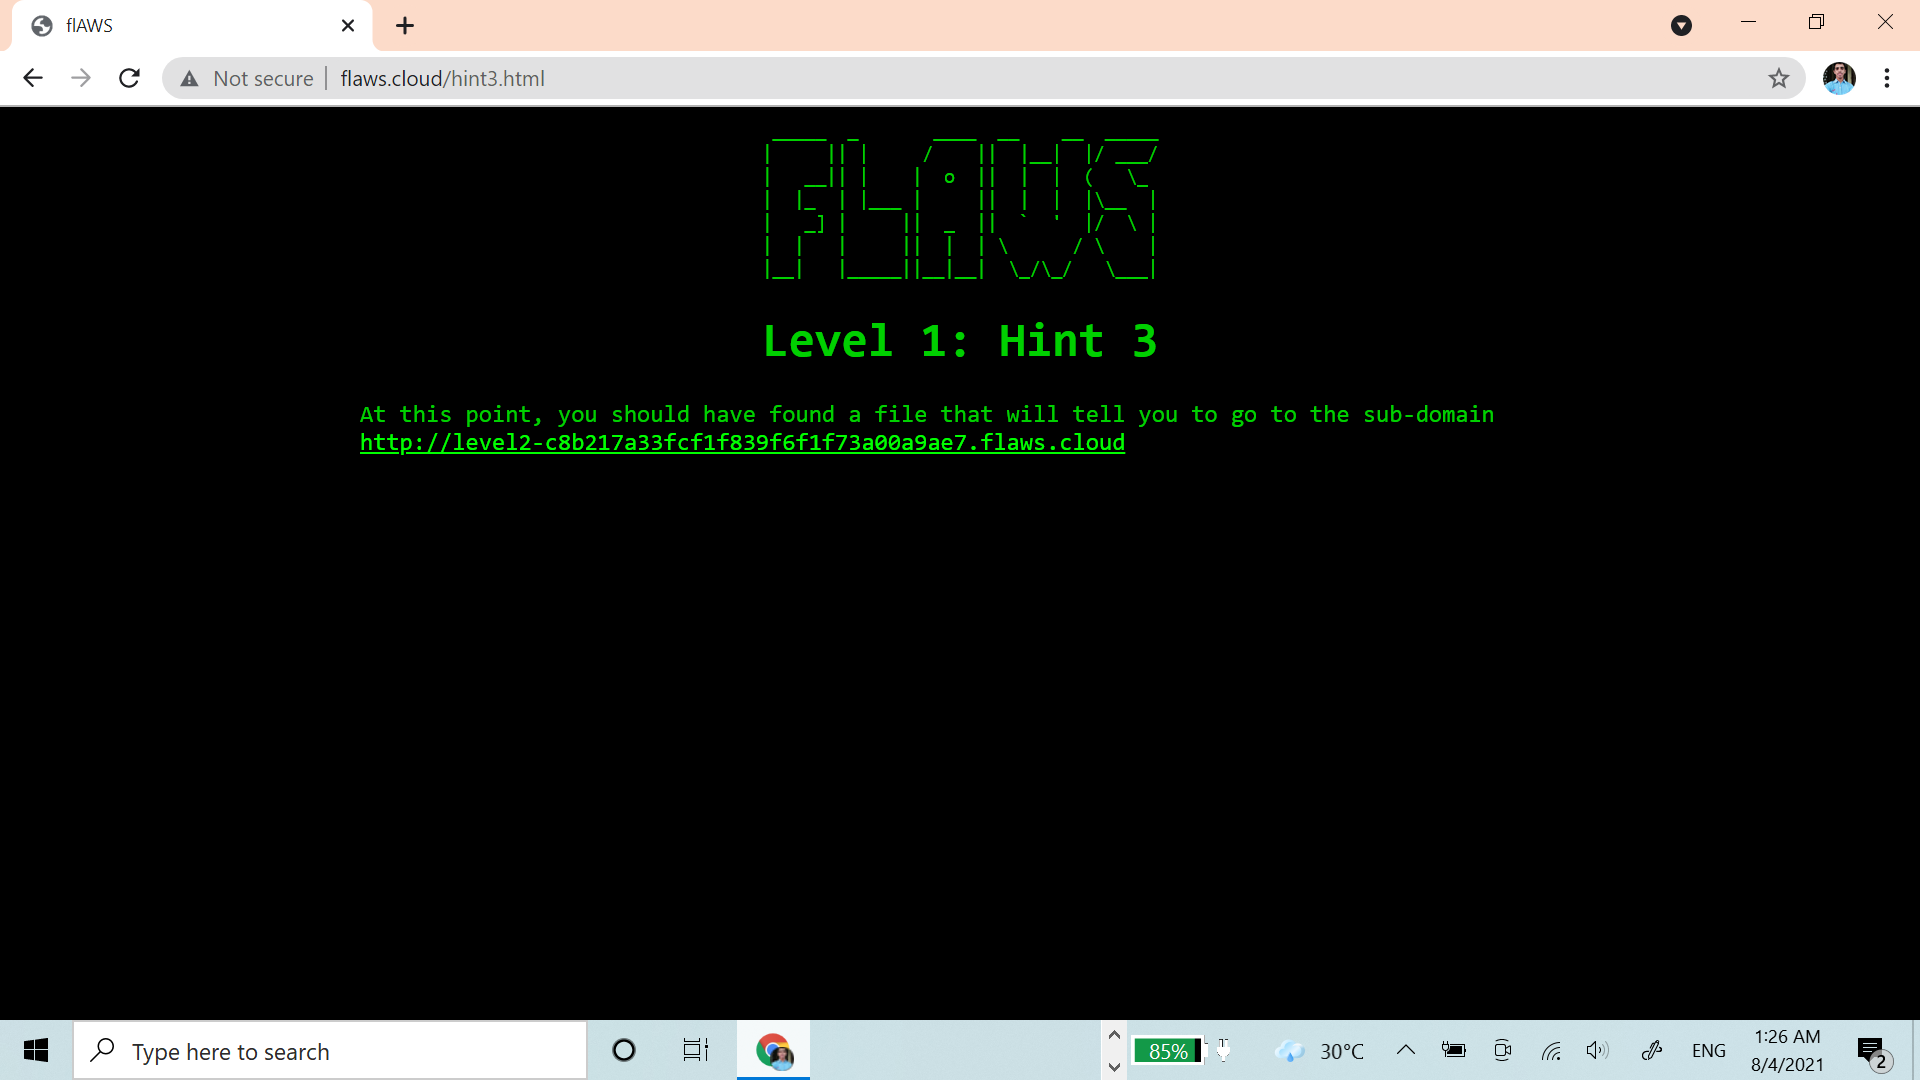 flAWS
Not secure
flaws.cloud/hint3.html
FLAWS
Level 1: Hint 3
At this point, you should have found a file that will tell you to go to the sub-domain
http://level2-c8b217a33fcf1f839f6f1f73a00a9ae7.flaws.cloud
Type here to search
85%
30°C
ENG
1:26 AM
8/4/2021
2